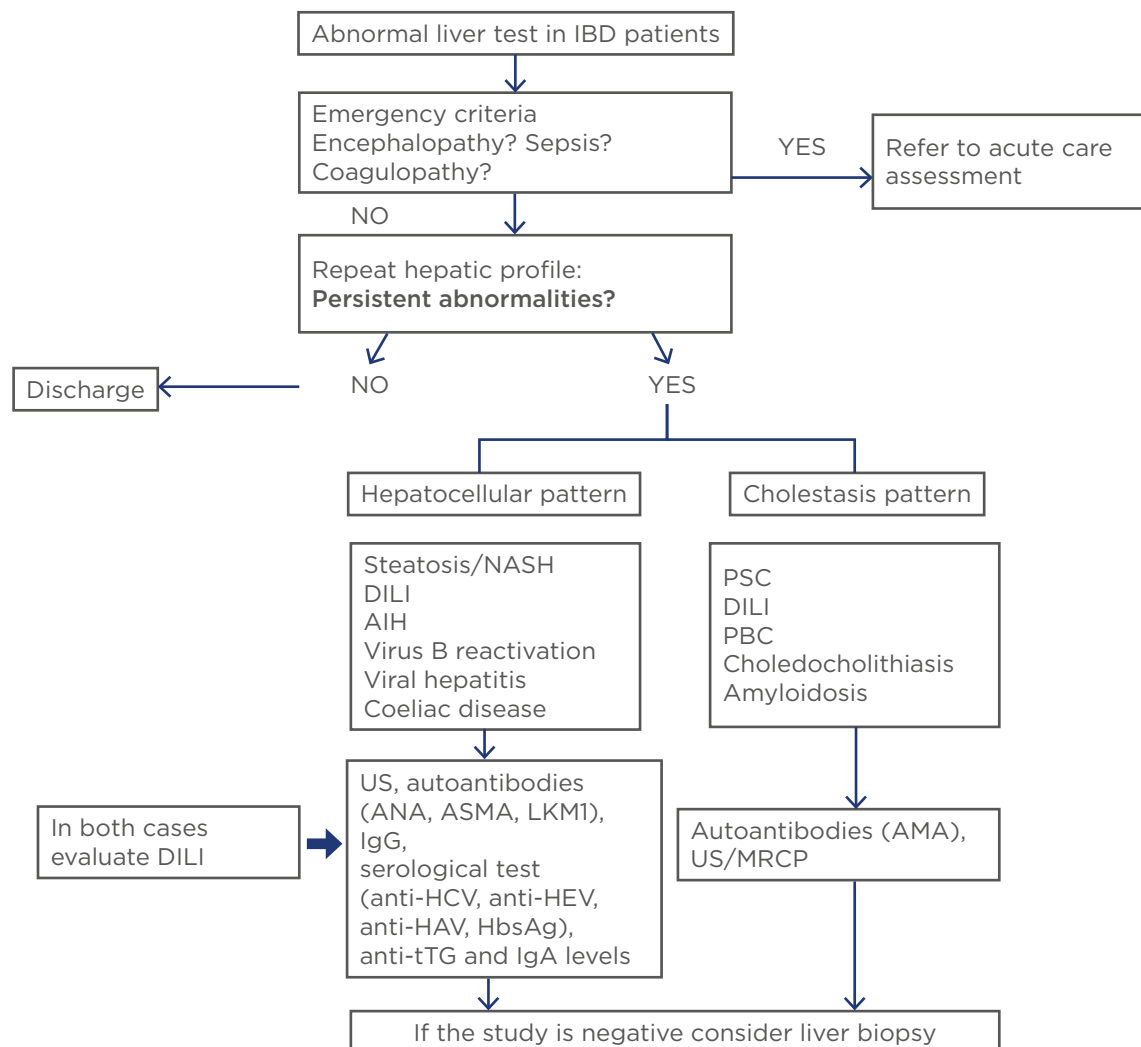 Abnormal liver test in IBD patients
Emergency criteria
Encephalopathy? Sepsis?
Coagulopathy?
YES
Refer to acute care
assessment
NO
Repeat hepatic profile:
Persistent abnormalities?
Discharge
NO
YES
Hepatocellular pattern
Cholestasis pattern
Steatosis/NASH
DILI
AIH
Virus B reactivation
Viral hepatitis
Coeliac disease
PSC
DILI
PBC
Choledocholithiasis
Amyloidosis
In both cases
evaluate DILI
US, autoantibodies
(ANA, ASMA, LKM1),
IgG,
serological test
(anti-HCV, anti-HEV,
anti-HAV, HbsAg),
anti-tTG and IgA levels
Autoantibodies (AMA),
US/MRCP
If the study is negative consider liver biopsy